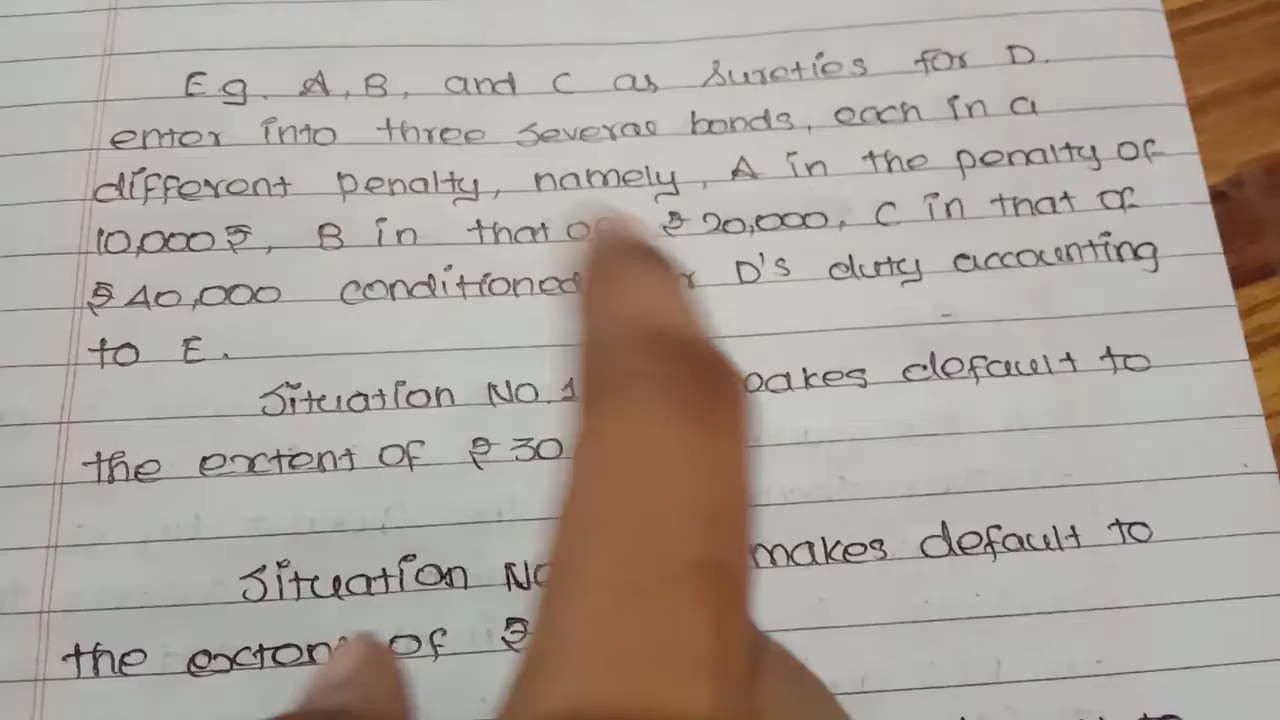 Eg. A, B, and C as Sureties for D.
enter into three several bonds, each in a
different penalty, namely, A in the penalty of
10,000₹, B in that of ₹20,000, C in that of
₹40,000 conditioned D's duty accounting
to E.
Situation No. 1 default to
the extent of ₹30
Situation makes default to
the extent of ₹